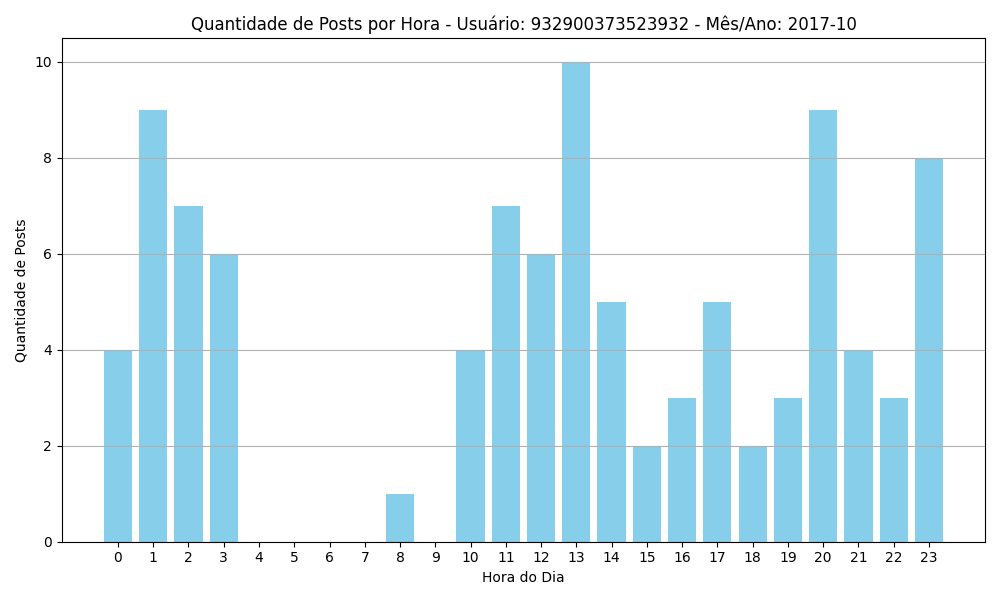 Quantidade de Posts por Hora - Usuário: 932900373523932 - Mês/Ano: 2017-10
Quantidade de Posts
10
8
6
4
2
0
0 1 2 3 4 5 6 7 8 9 10 11 12 13 14 15 16 17 18 19 20 21 22 23
Hora do Dia